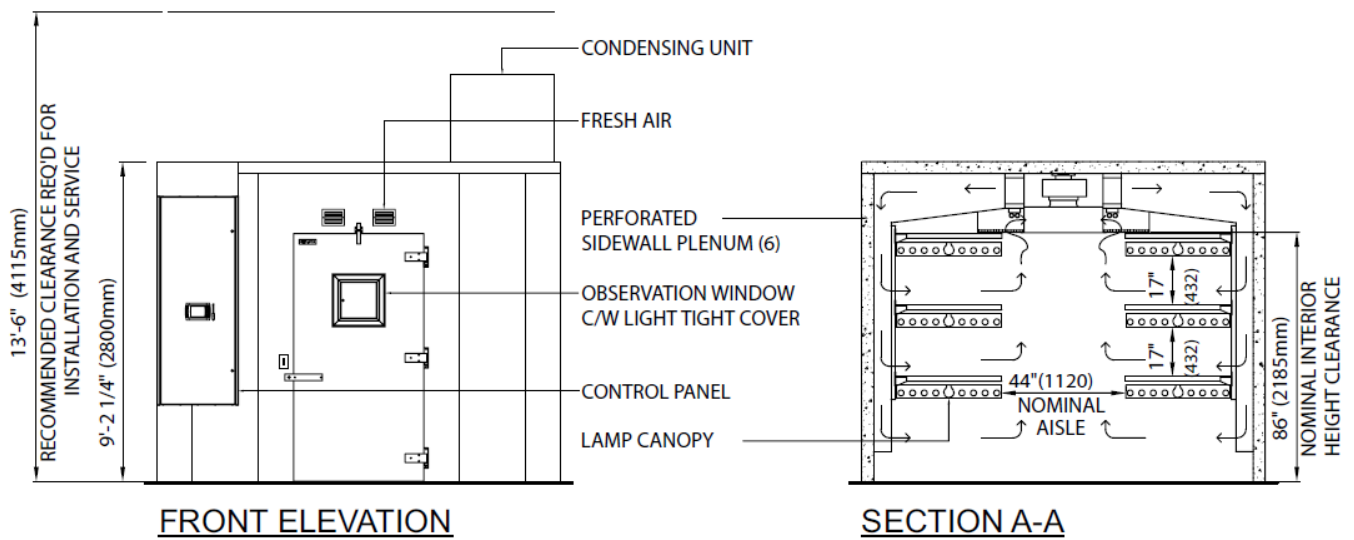 13'-6" (4115mm)
RECOMMENDED CLEARANCE REQ'D FOR
INSTALLATION AND SERVICE
9'-2 1/4" (2800mm)
CONDENSING UNIT
FRESH AIR
PERFORATED
SIDEWALL PLENUM (6)
OBSERVATION WINDOW
C/W LIGHT TIGHT COVER
CONTROL PANEL
LAMP CANOPY
17"
(432)
17"
(432)
44"(1120)
NOMINAL
AISLE
86" (2185mm)
NOMINAL INTERIOR
HEIGHT CLEARANCE
FRONT ELEVATION
SECTION A-A